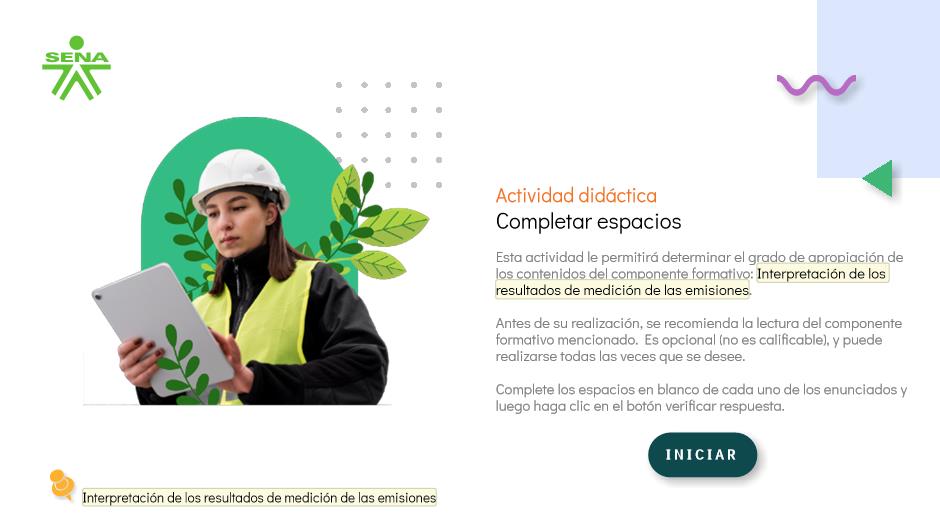 SENA
Actividad didáctica
Completar espacios
Esta actividad le permitirá determinar el grado de apropiación de
los contenidos del componente formativo: Interpretación de los
resultados de medición de las emisiones.
Antes de su realización, se recomienda la lectura del componente
formativo mencionado. Es opcional (no es calificable), y puede
realizarse todas las veces que se desee.
Complete los espacios en blanco de cada uno de los enunciados y
luego haga clic en el botón verificar respuesta.
INICIAR
Interpretación de los resultados de medición de las emisiones